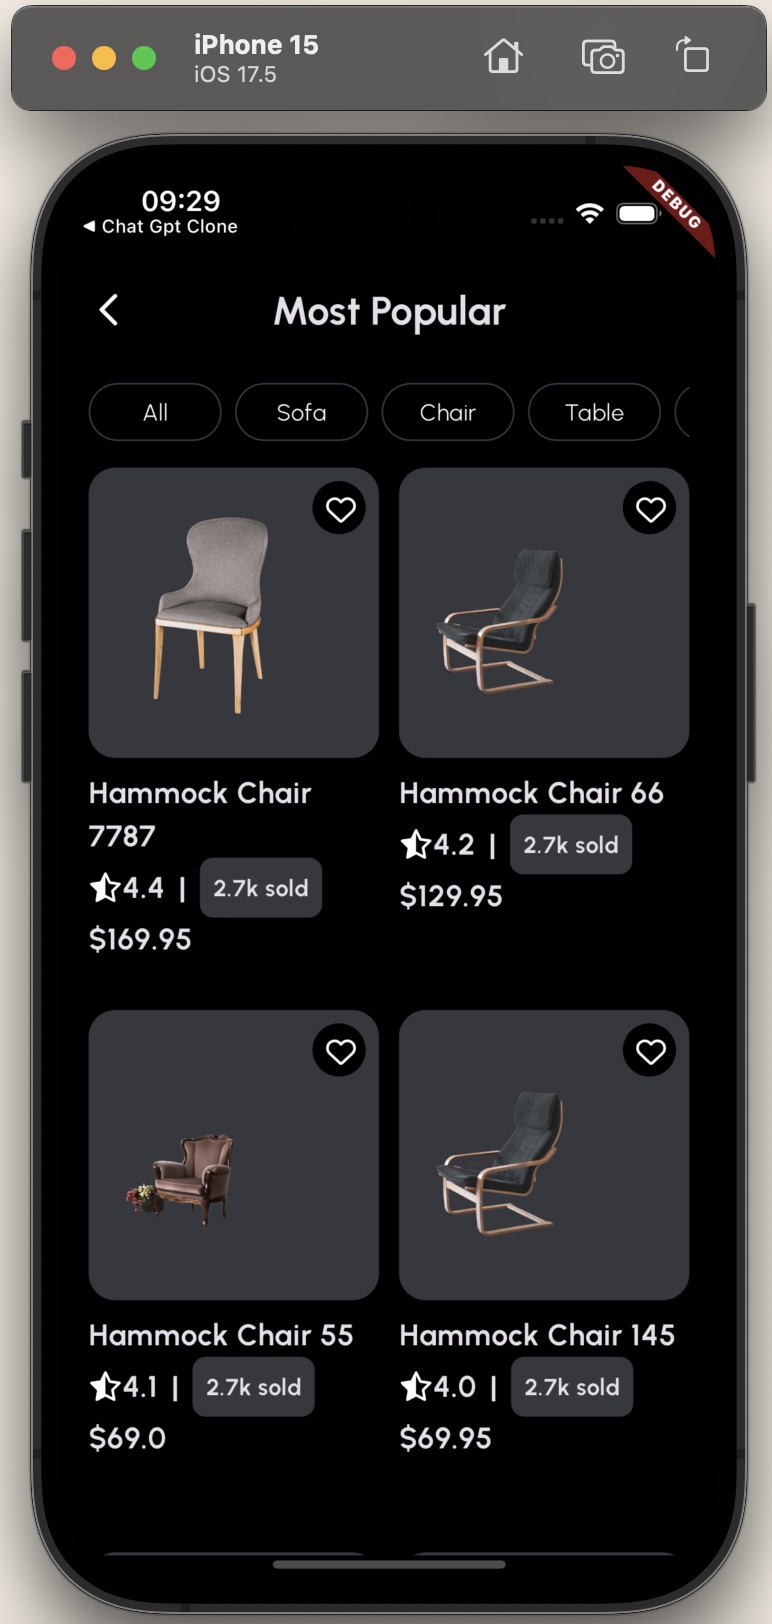 iPhone 15
iOS 17.5
09:29
◀ Chat Gpt Clone
DEBUG
Most Popular
All
Sofa
Chair
Table
Hammock Chair
7787
4.4 | 2.7k sold
$169.95
Hammock Chair 66
4.2 | 2.7k sold
$129.95
Hammock Chair 55
4.1 | 2.7k sold
$69.0
Hammock Chair 145
4.0 | 2.7k sold
$69.95